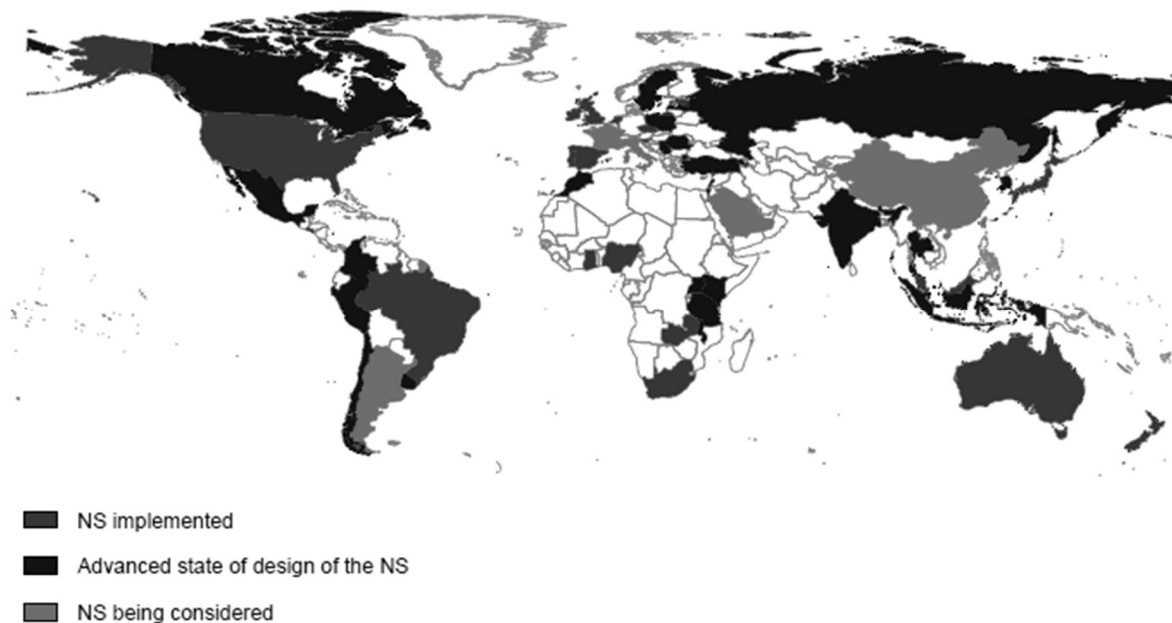 NS implemented
Advanced state of design of the NS
NS being considered